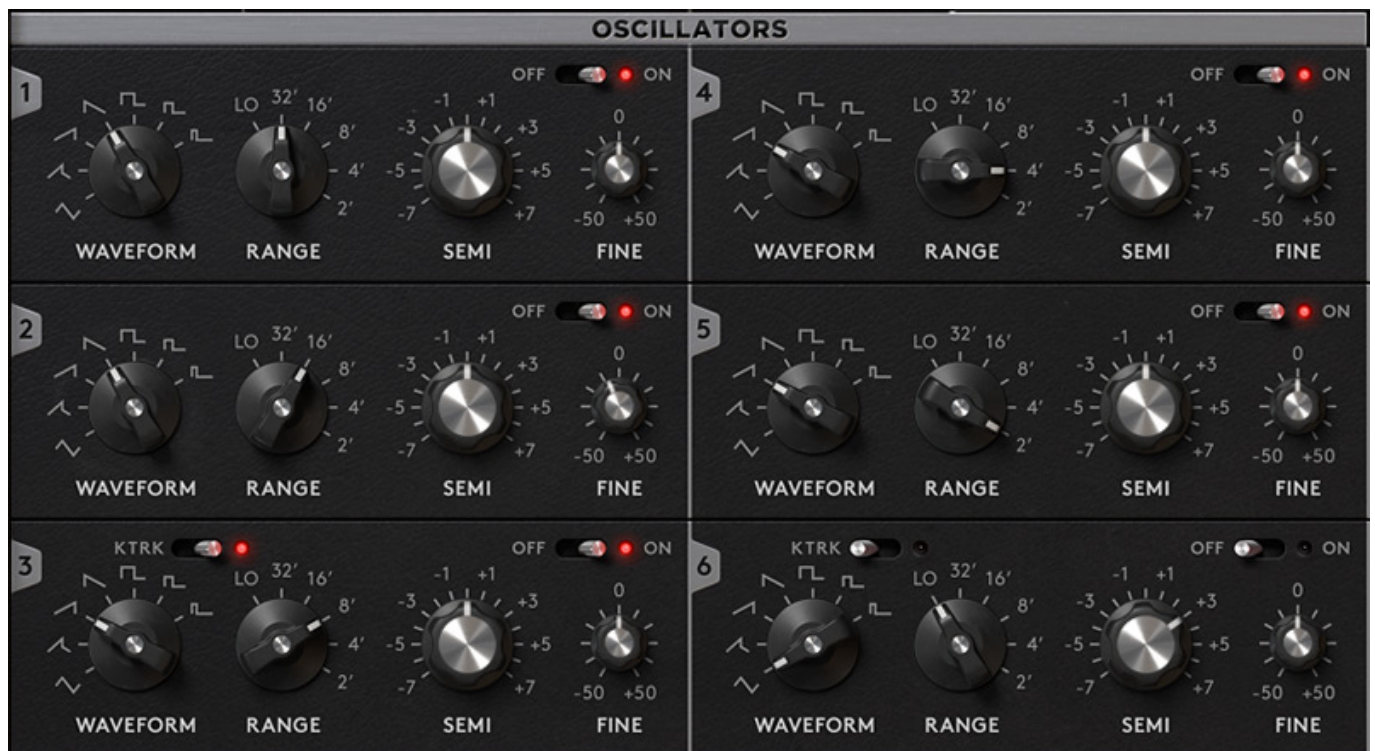 OSCILLATORS
1
OFF ON
LO 32' 16' 8' 4' 2'
-7 -5 -3 -1 +1 +3 +5 +7
0 -50 +50
WAVEFORM RANGE SEMI FINE
4
OFF ON
LO 32' 16' 8' 4' 2'
-7 -5 -3 -1 +1 +3 +5 +7
0 -50 +50
WAVEFORM RANGE SEMI FINE
2
OFF ON
LO 32' 16' 8' 4' 2'
-7 -5 -3 -1 +1 +3 +5 +7
0 -50 +50
WAVEFORM RANGE SEMI FINE
5
OFF ON
LO 32' 16' 8' 4' 2'
-7 -5 -3 -1 +1 +3 +5 +7
0 -50 +50
WAVEFORM RANGE SEMI FINE
3
KTRK OFF ON
LO 32' 16' 8' 4' 2'
-7 -5 -3 -1 +1 +3 +5 +7
0 -50 +50
WAVEFORM RANGE SEMI FINE
6
KTRK OFF ON
LO 32' 16' 8' 4' 2'
-7 -5 -3 -1 +1 +3 +5 +7
0 -50 +50
WAVEFORM RANGE SEMI FINE